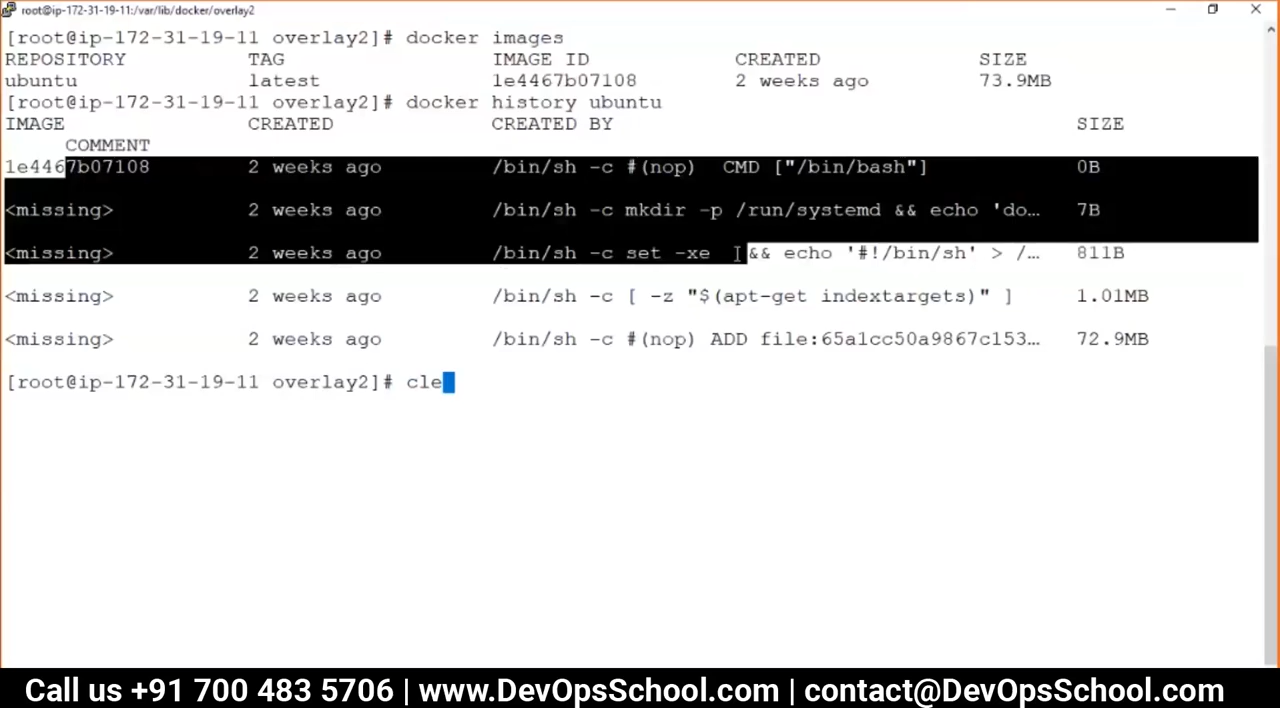 root@ip-172-31-19-11:/var/lib/docker/overlay2
[root@ip-172-31-19-11 overlay2]# docker images
REPOSITORY TAG IMAGE ID CREATED SIZE
ubuntu latest 1e4467b07108 2 weeks ago 73.9MB
[root@ip-172-31-19-11 overlay2]# docker history ubuntu
IMAGE CREATED CREATED BY SIZE
COMMENT
1e4467b07108 2 weeks ago /bin/sh -c #(nop) CMD ["/bin/bash"] 0B
<missing> 2 weeks ago /bin/sh -c mkdir -p /run/systemd && echo 'do… 7B
<missing> 2 weeks ago /bin/sh -c set -xe && echo '#!/bin/sh' > /… 811B
<missing> 2 weeks ago /bin/sh -c [ -z "$(apt-get indextargets)" ] 1.01MB
<missing> 2 weeks ago /bin/sh -c #(nop) ADD file:65a1cc50a9867c153… 72.9MB
[root@ip-172-31-19-11 overlay2]# cle
Call us +91 700 483 5706 | www.DevOpsSchool.com | contact@DevOpsSchool.com